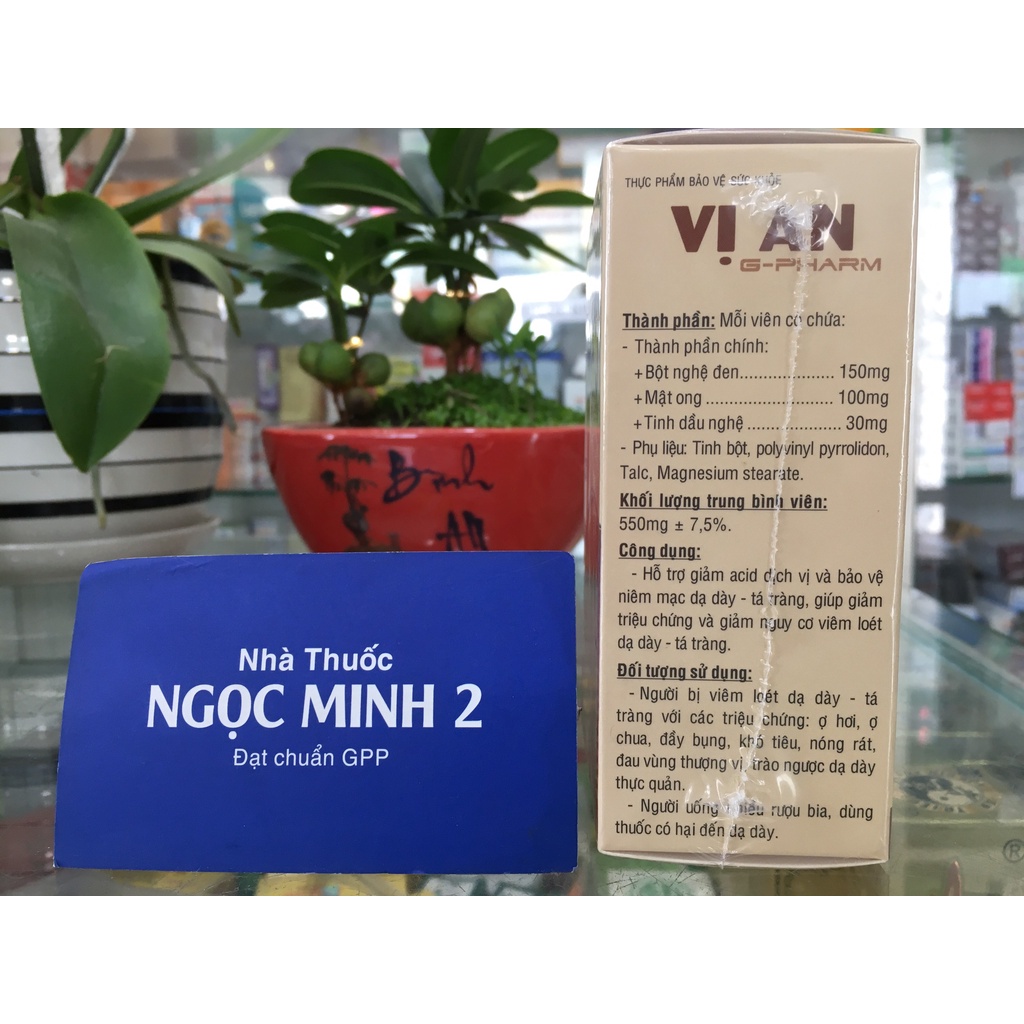 THỰC PHẨM BẢO VỆ SỨC KHỎE
VỊ AN
G-PHARM
Thành phần: Mỗi viên có chứa:
- Thành phần chính:
+Bột nghệ đen.................... 150mg
+Mật ong ........................... 100mg
+Tinh dầu nghệ .................... 30mg
- Phụ liệu: Tinh bột, polyvinyl pyrrolidon,
Talc, Magnesium stearate.
Khối lượng trung bình viên:
550mg ± 7,5%.
Công dụng:
- Hỗ trợ giảm acid dịch vị và bảo vệ
niêm mạc dạ dày - tá tràng, giúp giảm
triệu chứng và giảm nguy cơ viêm loét
dạ dày - tá tràng.
Đối tượng sử dụng:
- Người bị viêm loét dạ dày - tá
tràng với các triệu chứng: ợ hơi, ợ
chua, đầy bụng, khó tiêu, nóng rát,
đau vùng thượng vị, trào ngược dạ dày
thực quản.
- Người uống nhiều rượu bia, dùng
thuốc có hại đến dạ dày.
Bình
An
Nhà Thuốc
NGỌC MINH 2
Đạt chuẩn GPP
®